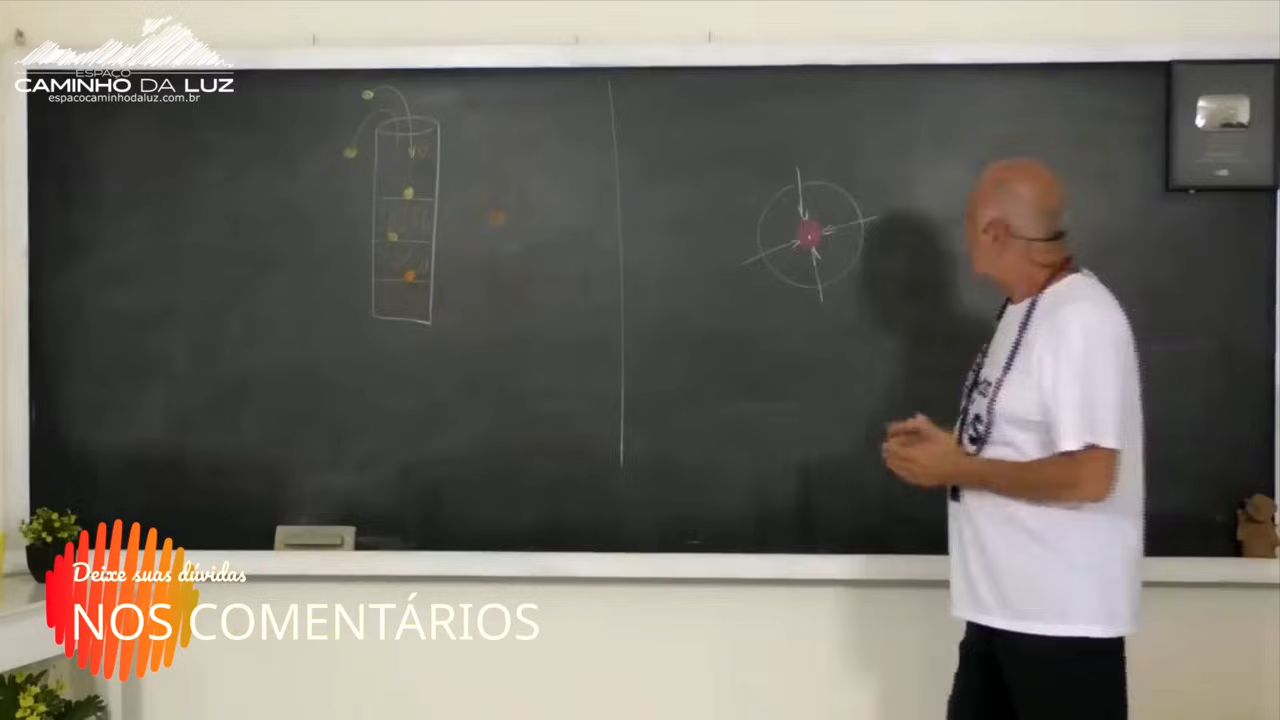 ESPAÇO
CAMINHO DA LUZ
espacocaminhodaluz.com.br
Deixe suas dúvidas
NOS COMENTÁRIOS